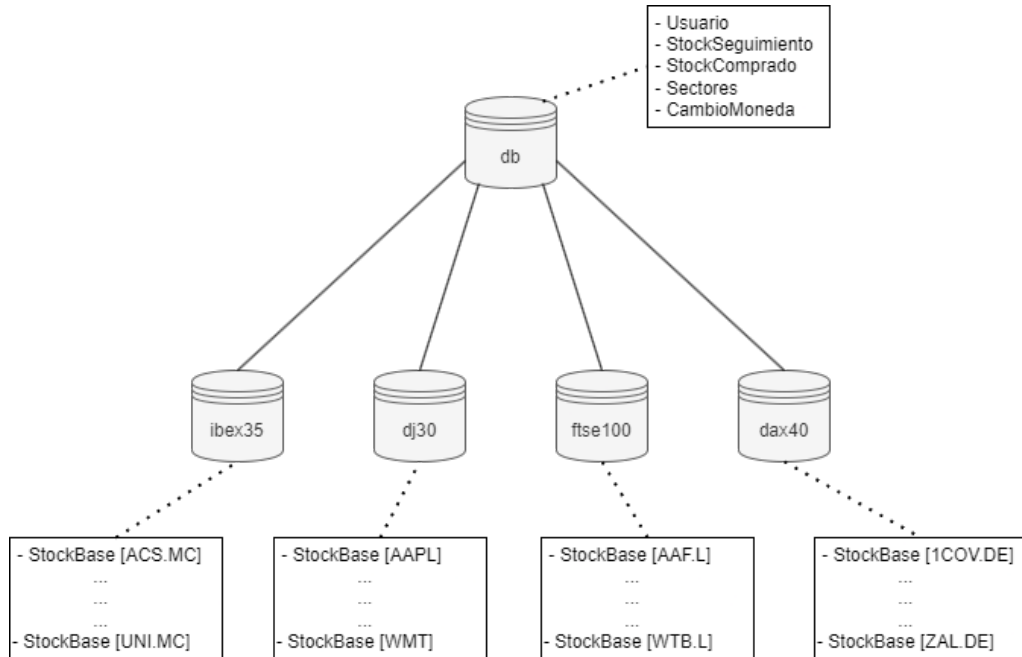 - Usuario
- StockSeguimiento
- StockComprado
- Sectores
- CambioMoneda
db
ibex35
dj30
ftse100
dax40
- StockBase [ACS.MC]
...
...
...
- StockBase [UNI.MC]
- StockBase [AAPL]
...
...
...
- StockBase [WMT]
- StockBase [AAF.L]
...
...
...
- StockBase [WTB.L]
- StockBase [1COV.DE]
...
...
...
- StockBase [ZAL.DE]